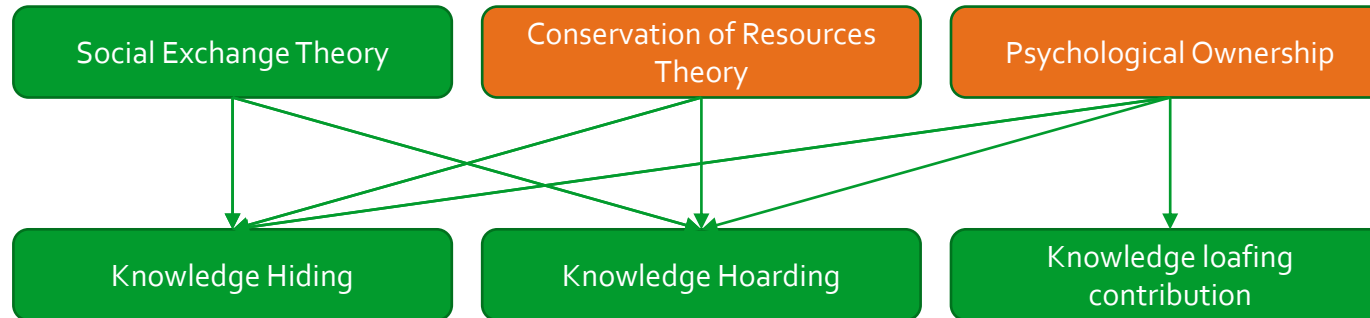 Social Exchange Theory
Conservation of Resources
Theory
Psychological Ownership
Knowledge Hiding
Knowledge Hoarding
Knowledge loafing
contribution